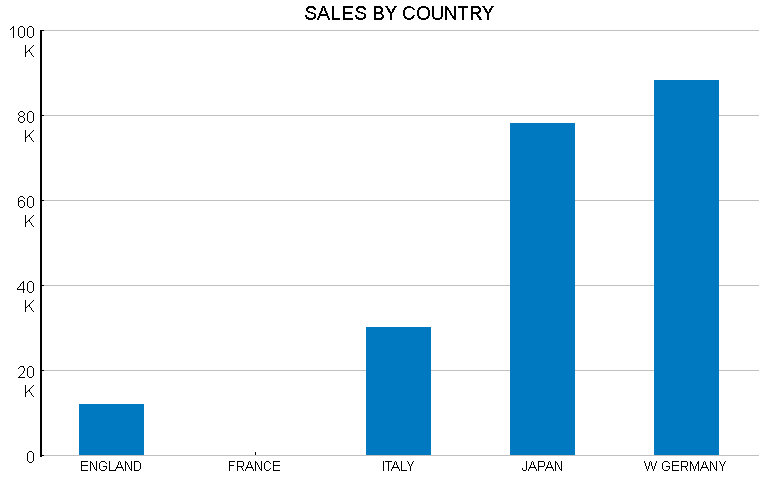 SALES BY COUNTRY
100
K
80
K
60
K
40
K
20
K
0
ENGLAND FRANCE ITALY JAPAN W GERMANY